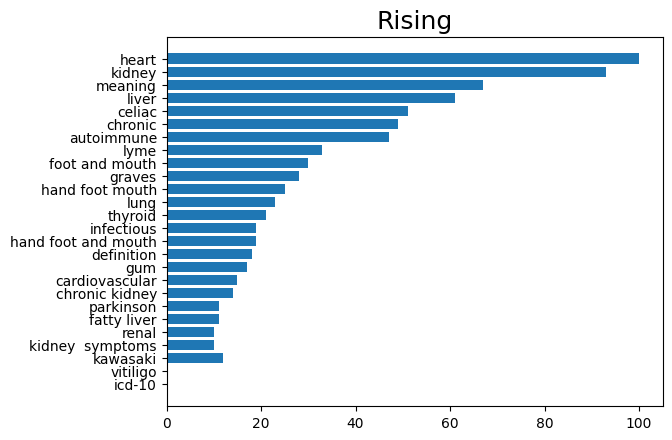 Rising
heart
kidney
meaning
liver
celiac
chronic
autoimmune
lyme
foot and mouth
graves
hand foot mouth
lung
thyroid
infectious
hand foot and mouth
definition
gum
cardiovascular
chronic kidney
parkinson
fatty liver
renal
kidney  symptoms
kawasaki
vitiligo
icd-10
0 20 40 60 80 100